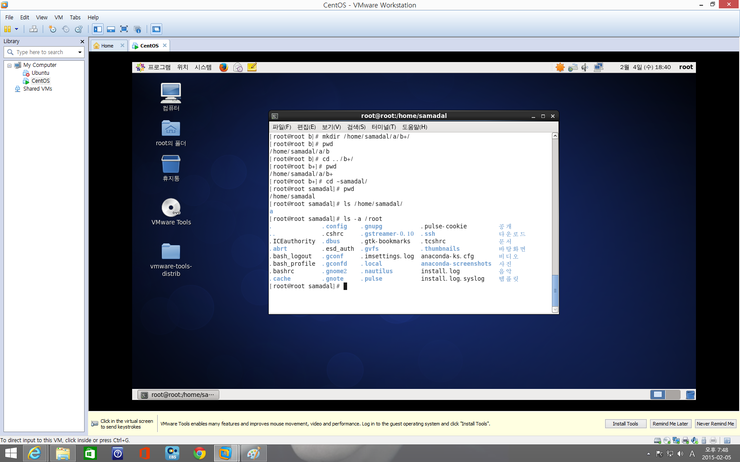 CentOS - VMware Workstation
File Edit View VM Tabs Help
Library
Type here to search
My Computer
Ubuntu
CentOS
Shared VMs
Home
CentOS
프로그램 위치 시스템
2월 4일 (수) 18:40 root
컴퓨터
root의 홈더
휴지통
VMware Tools
vmware-tools-distrib
root@root:/home/samadal
파일(F) 편집(E) 보기(V) 검색(S) 터미널(T) 도움말(H)
[root@root b]# mkdir /home/samadal/a/b+/
[root@root b]# pwd
/home/samadal/a/b
[root@root b]# cd ../b+/
[root@root b+]# pwd
/home/samadal/a/b+
[root@root b+]# cd ~samadal/
[root@root samadal]# pwd
/home/samadal
[root@root samadal]# ls /home/samadal/
a
[root@root samadal]# ls -a /root
. .config .gnupg .pulse-cookie 공개
.. .cshrc .gstreamer-0.10 .ssh 다운로드
.ICEauthority .dbus .gtk-bookmarks .tcshrc 문서
.abrt .esd_auth .gvfs .thumbnails 바탕화면
.bash_logout .gconf .imsettings.log anaconda-ks.cfg 비디오
.bash_profile .gconfd .local anaconda-screenshots 사진
.bashrc .gnome2 .nautilus install.log 음악
.cache .gnote .pulse install.log.syslog 템플릿
[root@root samadal]#
root@root:/home/sa…
Click in the virtual screen
to send keystrokes
VMware Tools enables many features and improves mouse movement, video and performance. Log in to the guest operating system and click "Install Tools".
Install Tools
Remind Me Later
Never Remind Me
To direct input to this VM, click inside or press Ctrl+G.
A
오후 7:48
2015-02-05